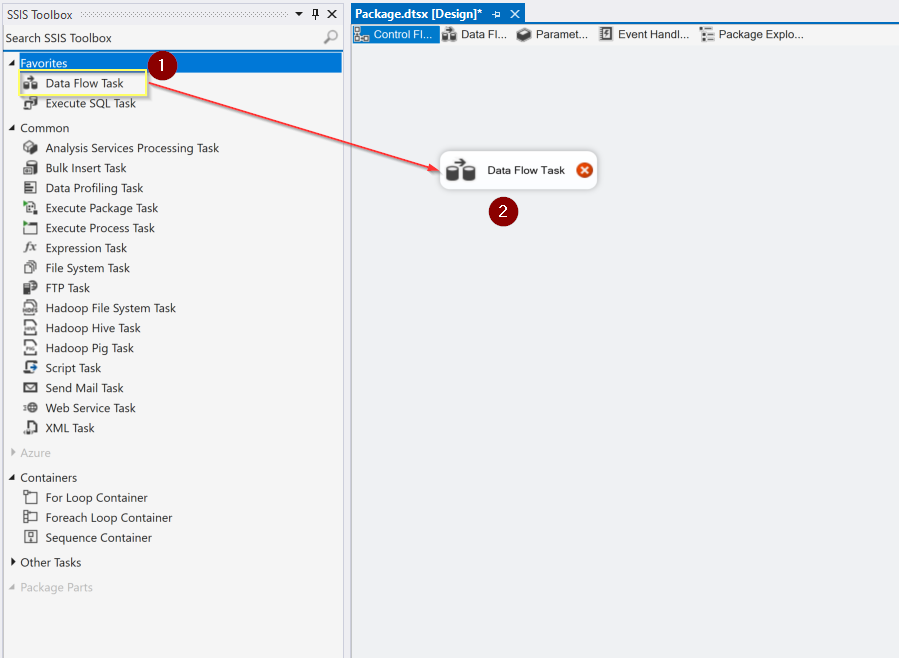 SSIS Toolbox
Search SSIS Toolbox
Favorites
1
Data Flow Task
Execute SQL Task
Common
Analysis Services Processing Task
Bulk Insert Task
Data Profiling Task
Execute Package Task
Execute Process Task
Expression Task
File System Task
FTP Task
Hadoop File System Task
Hadoop Hive Task
Hadoop Pig Task
Script Task
Send Mail Task
Web Service Task
XML Task
Azure
Containers
For Loop Container
Foreach Loop Container
Sequence Container
Other Tasks
Package Parts
Package.dtsx [Design]*
Control Fl... Data Fl... Paramet... Event Handl... Package Explo...
Data Flow Task
2